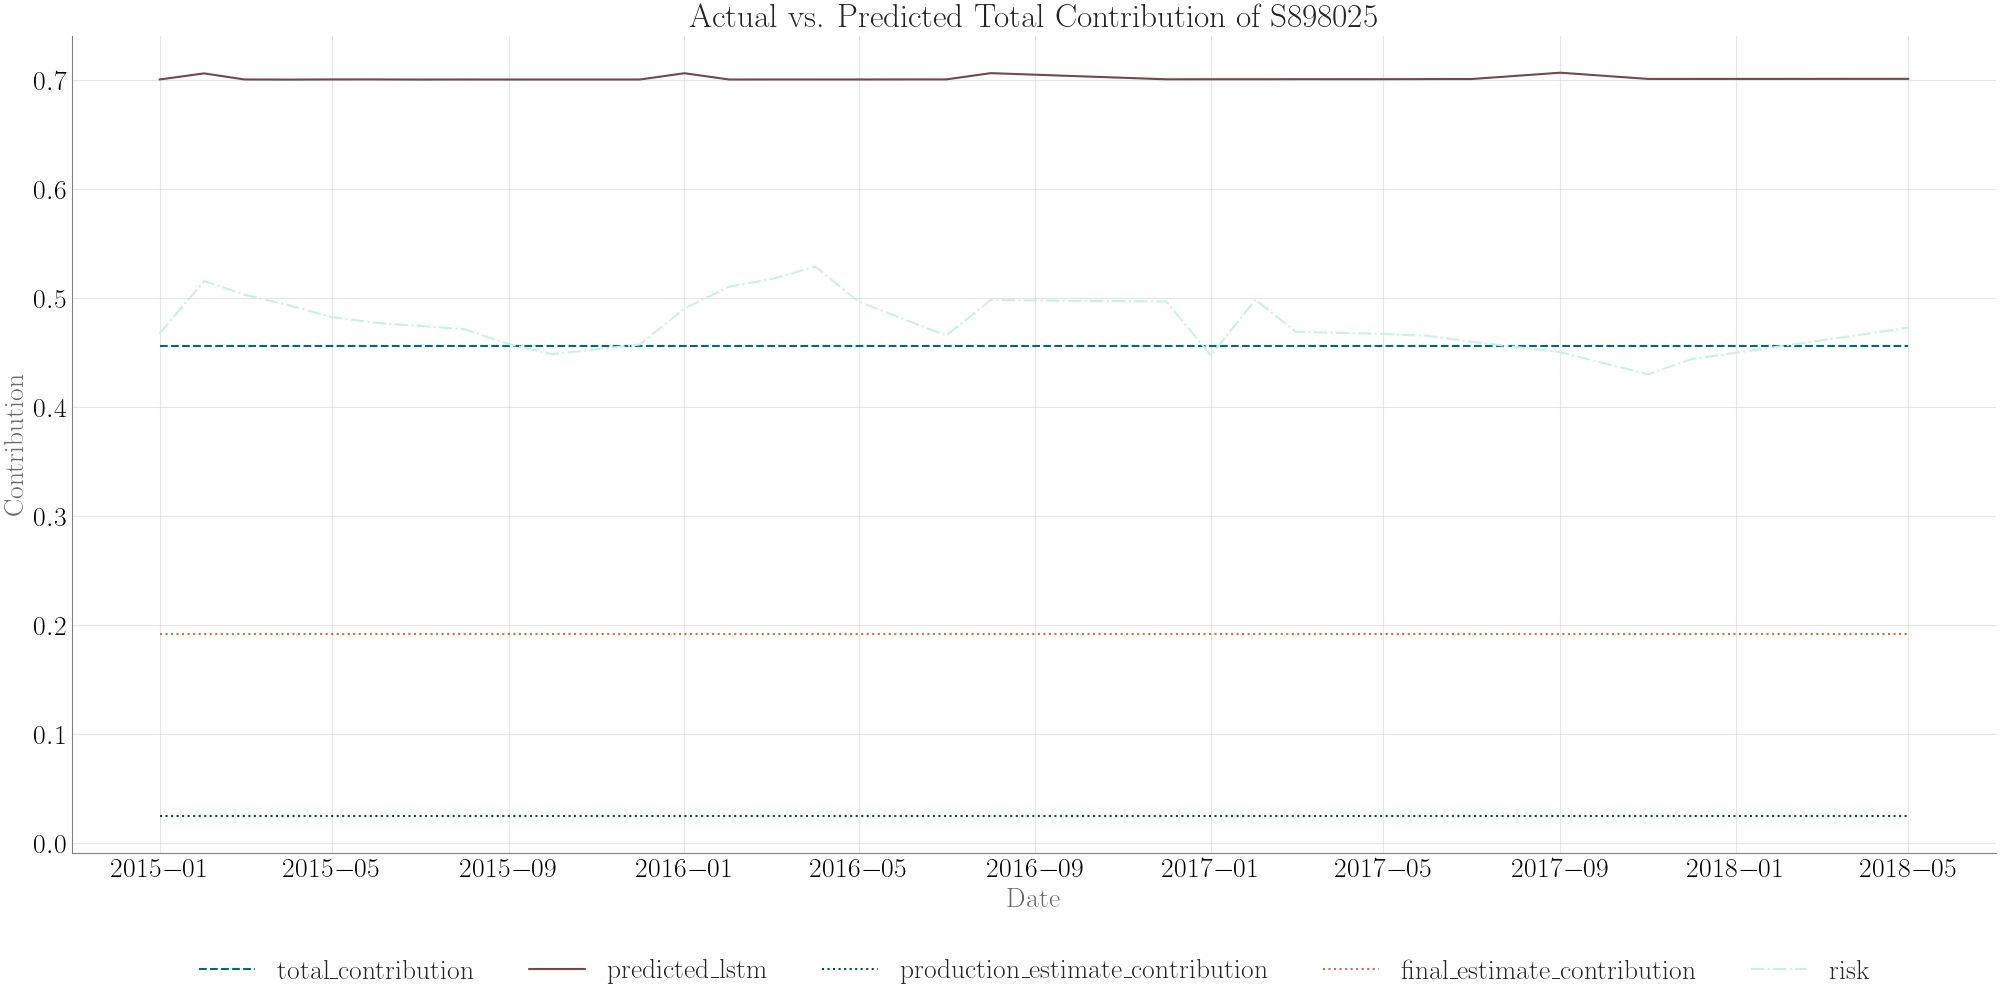 Actual vs. Predicted Total Contribution of S898025
Contribution
0.7
0.6
0.5
0.4
0.3
0.2
0.1
0.0
2015−01 2015−05 2015−09 2016−01 2016−05 2016−09 2017−01 2017−05 2017−09 2018−01 2018−05
Date
total_contribution predicted_lstm production_estimate_contribution final_estimate_contribution risk